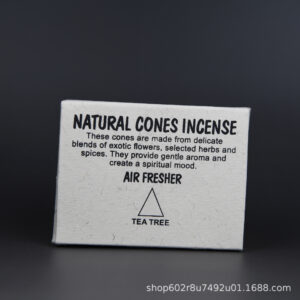 NATURAL CONES INCENSE
These cones are made from delicate
blends of exotic flowers, selected herbs and
spices. They provide gentle aroma and
create a spiritual mood.
AIR FRESHER
TEA TREE
shop602r8u7492u01.1688.com